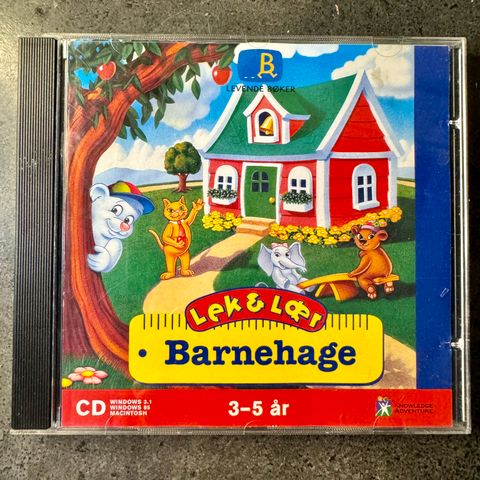 B
LEVENDE BØKER
Lek & Lær
Barnehage
CD
WINDOWS 3.1
WINDOWS 95
MACINTOSH
3-5 år
KNOWLEDGE
ADVENTURE